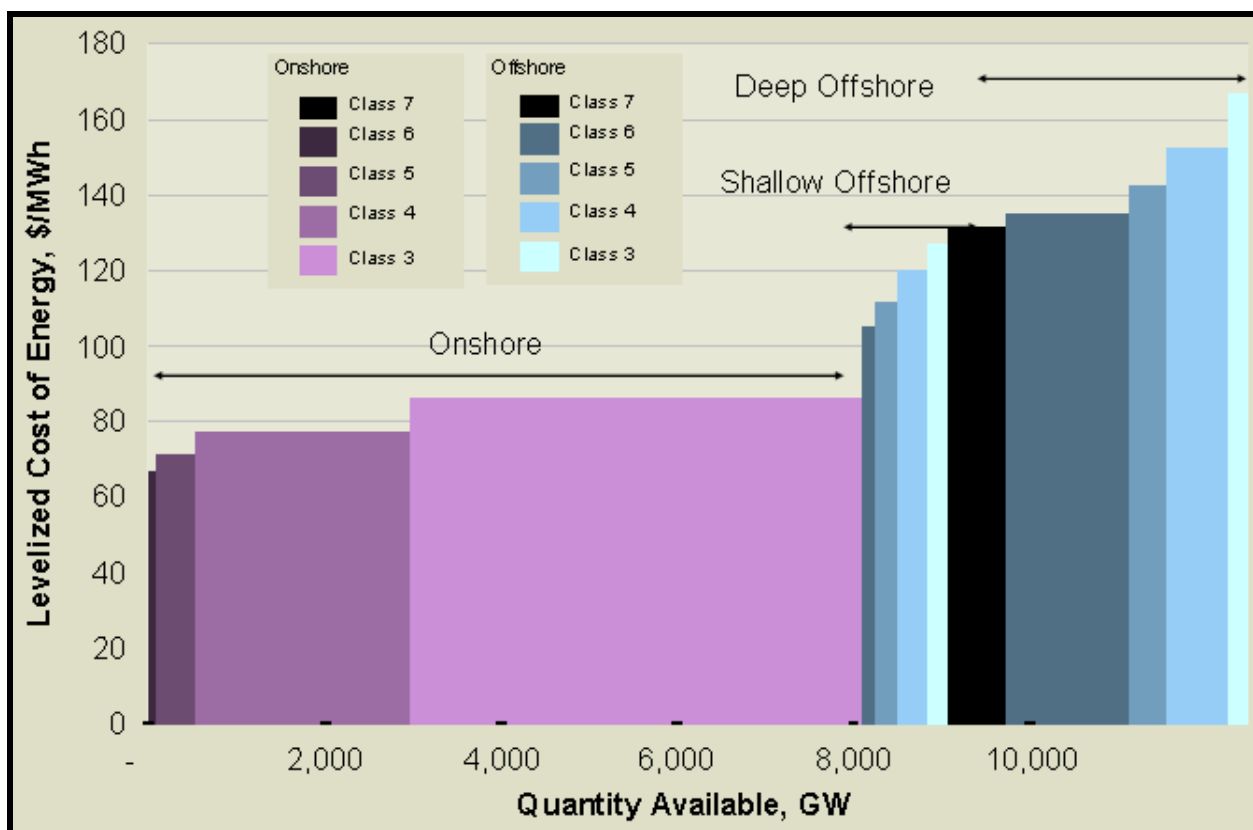 Levelized Cost of Energy, $/MWh
180
160
140
120
100
80
60
40
20
0
Onshore
Class 7
Class 6
Class 5
Class 4
Class 3
Offshore
Class 7
Class 6
Class 5
Class 4
Class 3
Deep Offshore
Shallow Offshore
Onshore
- 2,000 4,000 6,000 8,000 10,000
Quantity Available, GW